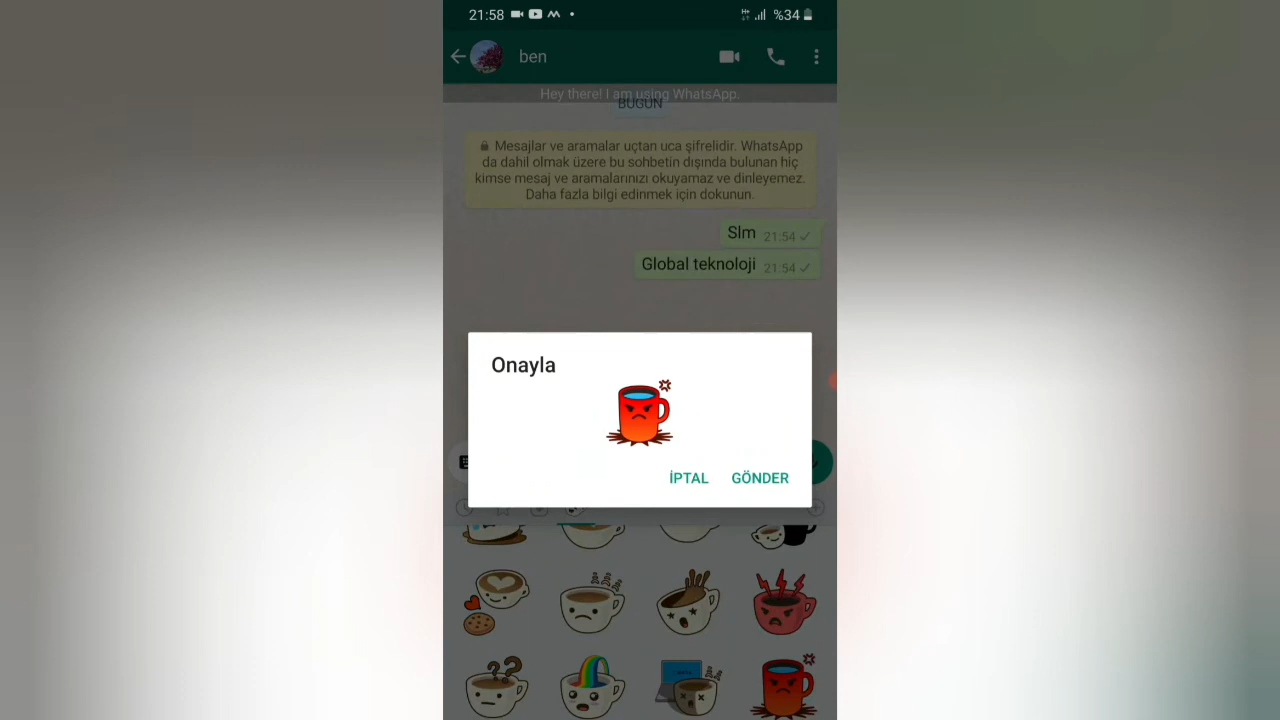 21:58
%34
ben
Hey there! I am using WhatsApp.
BUGÜN
Mesajlar ve aramalar uçtan uca şifrelidir. WhatsApp
da dahil olmak üzere bu sohbetin dışında bulunan hiç
kimse mesaj ve aramalarınızı okuyamaz ve dinleyemez.
Daha fazla bilgi edinmek için dokunun.
Slm 21:54
Global teknoloji 21:54
Onayla
İPTAL GÖNDER